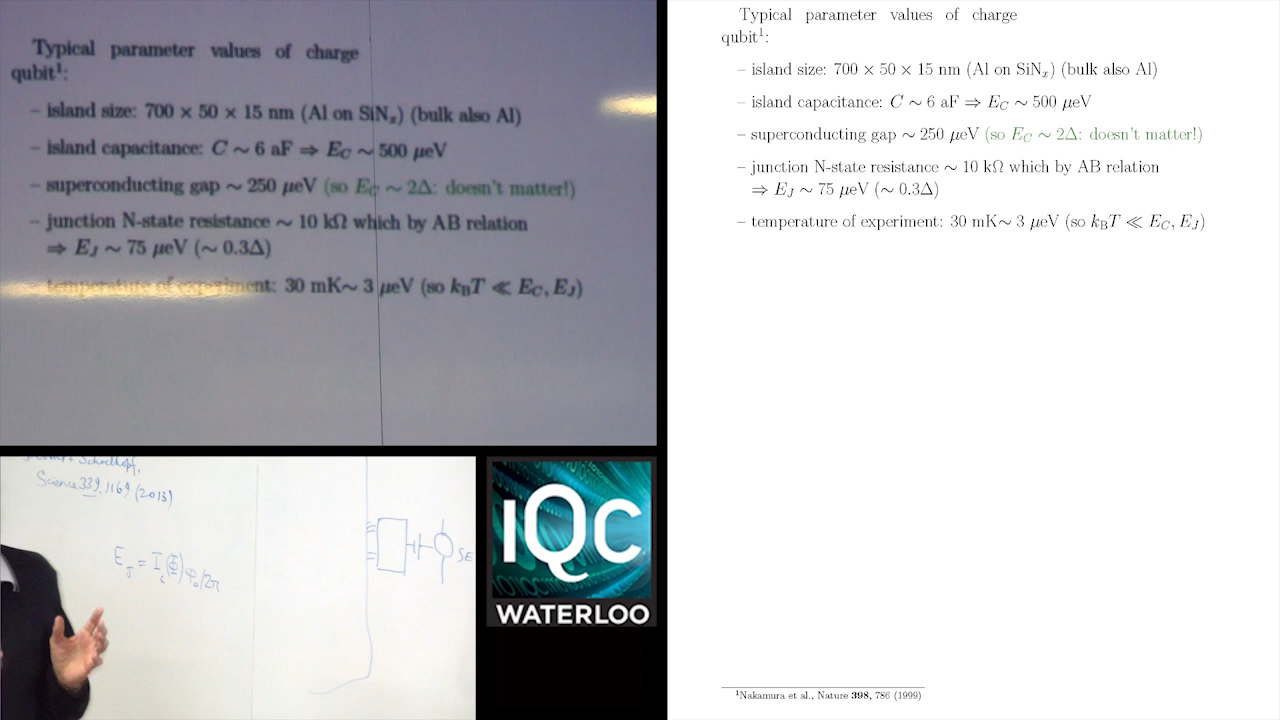 Typical parameter values of charge
qubit¹:
– island size: 700 × 50 × 15 nm (Al on SiNₓ) (bulk also Al)
– island capacitance: C ∼ 6 aF ⇒ E_C ∼ 500 μeV
– superconducting gap ∼ 250 μeV (so E_C ∼ 2Δ: doesn't matter!)
– junction N-state resistance ∼ 10 kΩ which by AB relation
⇒ E_J ∼ 75 μeV (∼ 0.3Δ)
temperature of experiment: 30 mK∼ 3 μeV (so k_BT ≪ E_C, E_J)
Schoelkopf,
Science 339, 1169 (2013)
E_J = I_c(Φ)φ₀/2π
SE
IQC
WATERLOO
Typical parameter values of charge
qubit¹:
– island size: 700 × 50 × 15 nm (Al on SiNₓ) (bulk also Al)
– island capacitance: C ∼ 6 aF ⇒ E_C ∼ 500 μeV
– superconducting gap ∼ 250 μeV (so E_C ∼ 2Δ: doesn't matter!)
– junction N-state resistance ∼ 10 kΩ which by AB relation
⇒ E_J ∼ 75 μeV (∼ 0.3Δ)
– temperature of experiment: 30 mK∼ 3 μeV (so k_BT ≪ E_C, E_J)
¹Nakamura et al., Nature 398, 786 (1999)